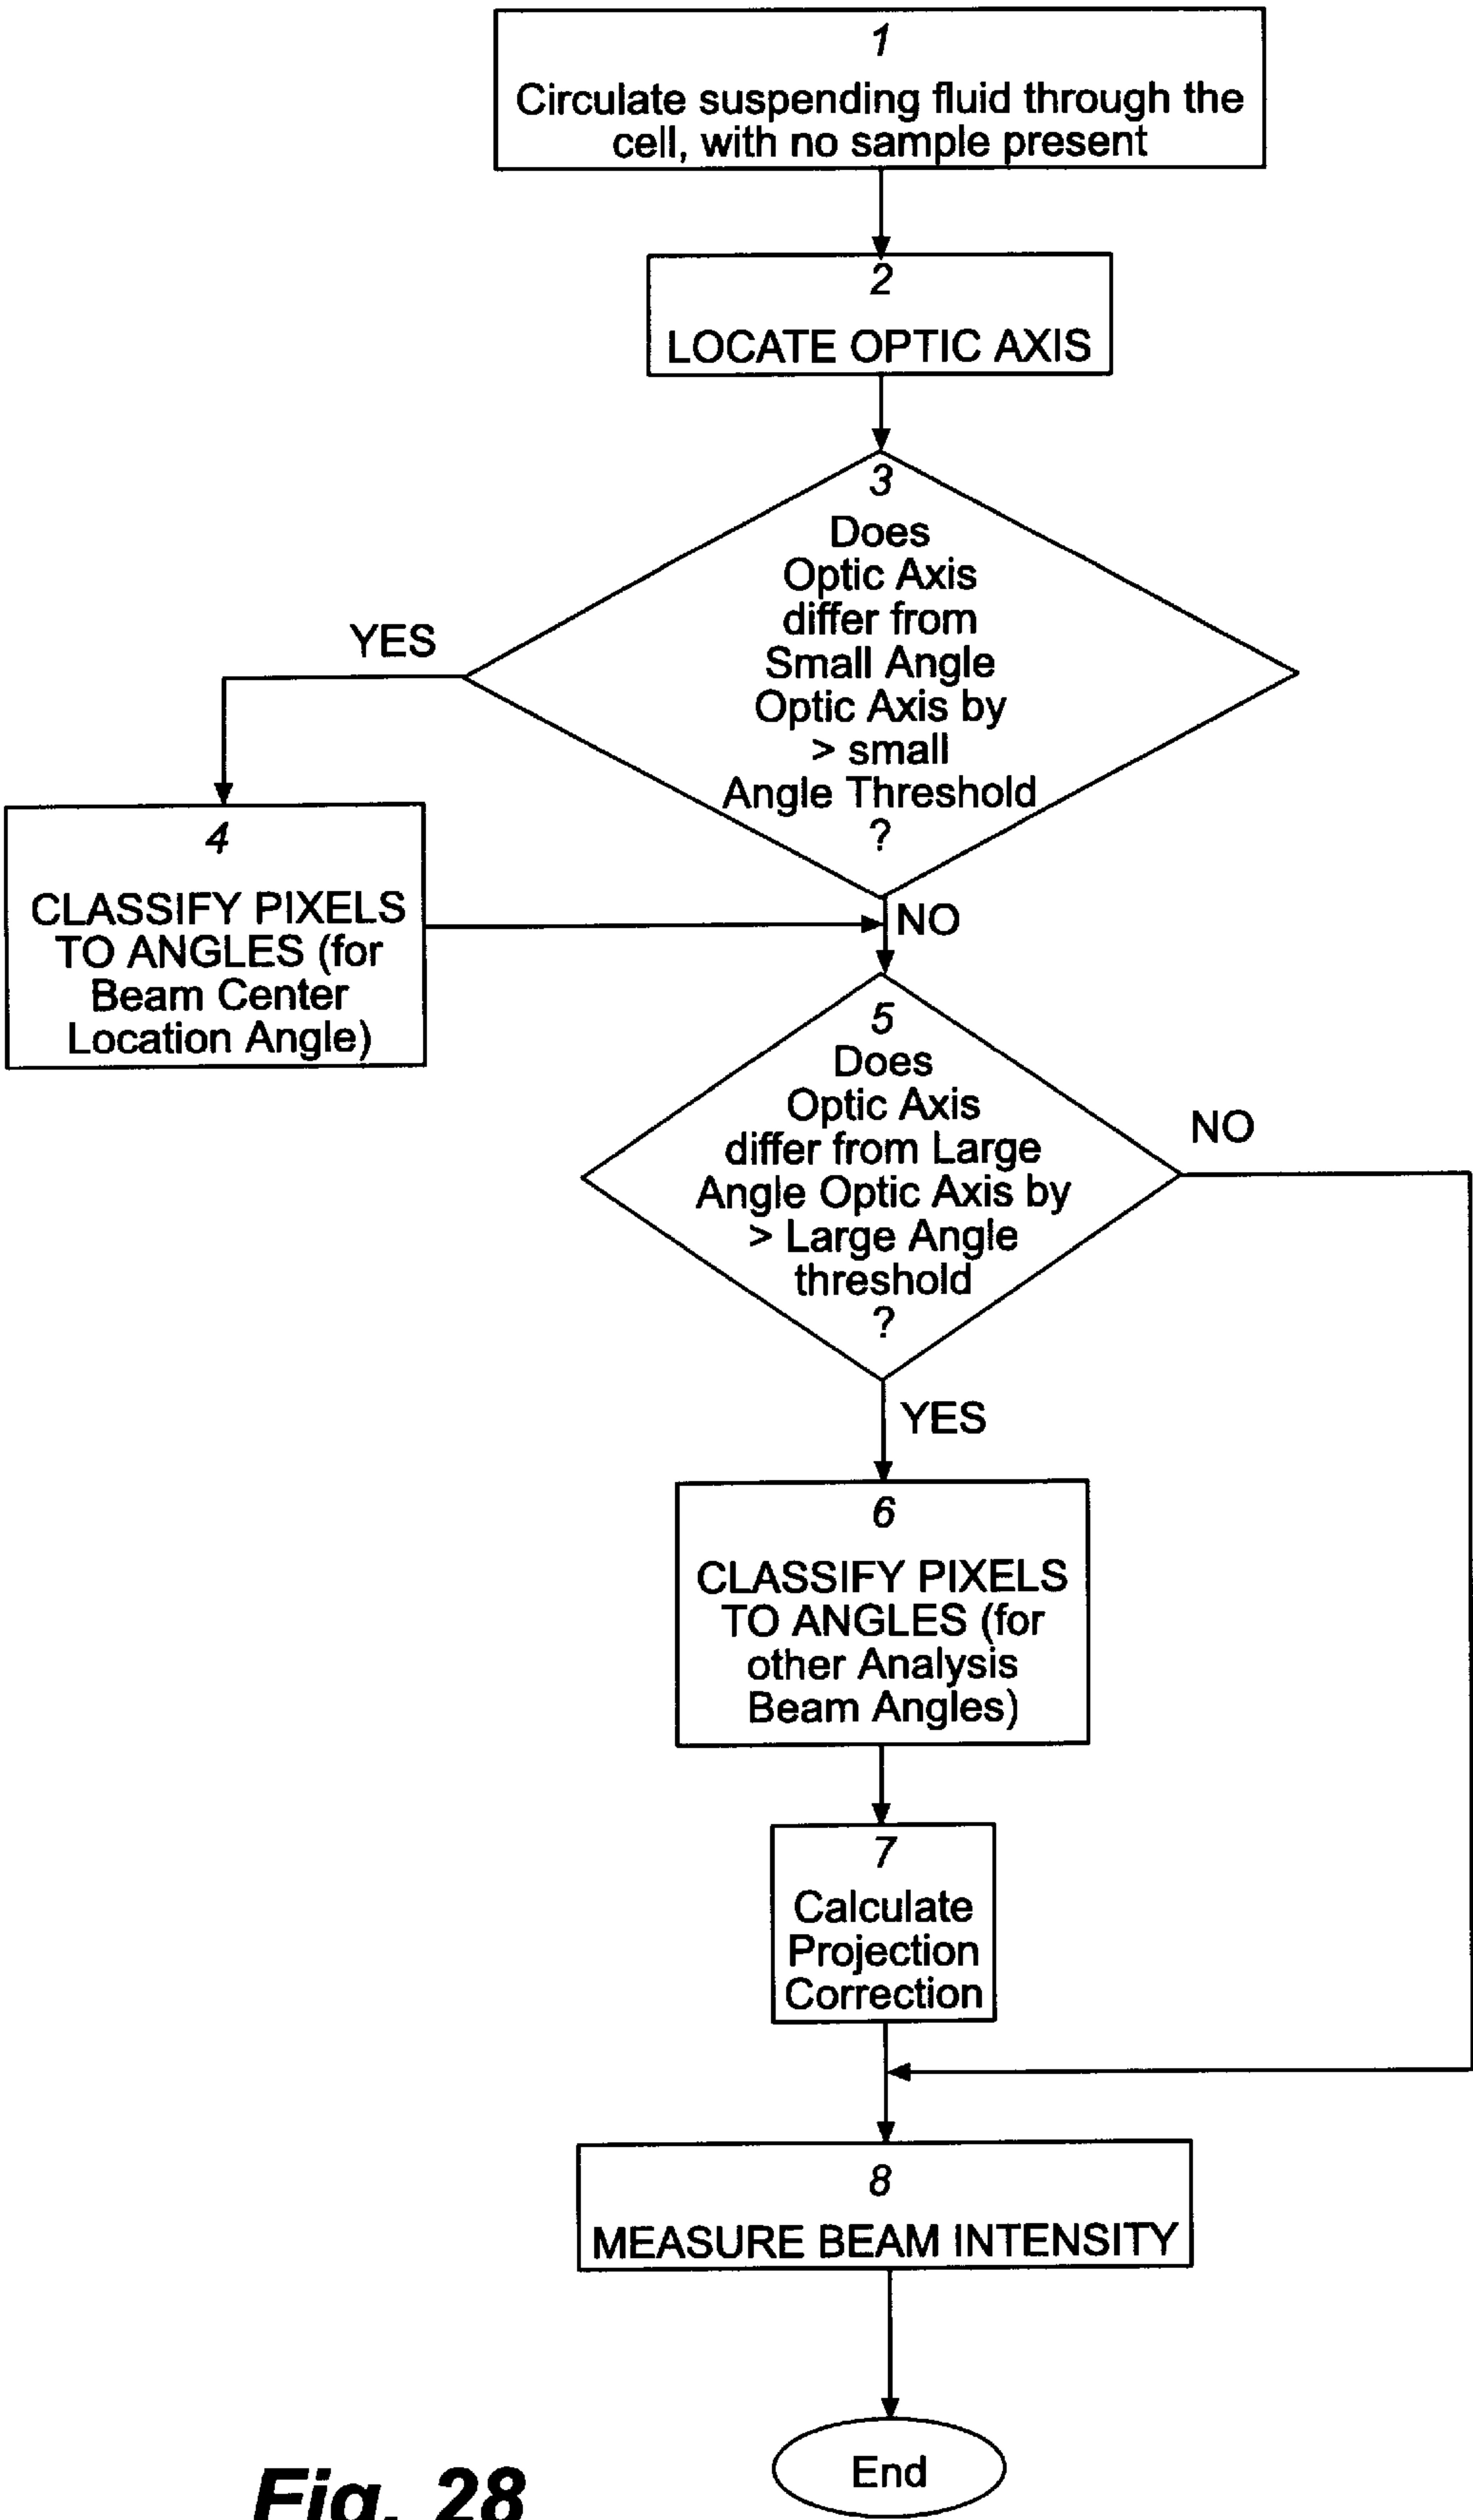 1
Circulate suspending fluid through the
cell, with no sample present
2
LOCATE OPTIC AXIS
3
Does
Optic Axis
differ from
Small Angle
Optic Axis by
> small
Angle Threshold
?
YES
NO
4
CLASSIFY PIXELS
TO ANGLES (for
Beam Center
Location Angle)
5
Does
Optic Axis
differ from Large
Angle Optic Axis by
> Large Angle
threshold
?
NO
YES
6
CLASSIFY PIXELS
TO ANGLES (for
other Analysis
Beam Angles)
7
Calculate
Projection
Correction
8
MEASURE BEAM INTENSITY
End
Fig. 28